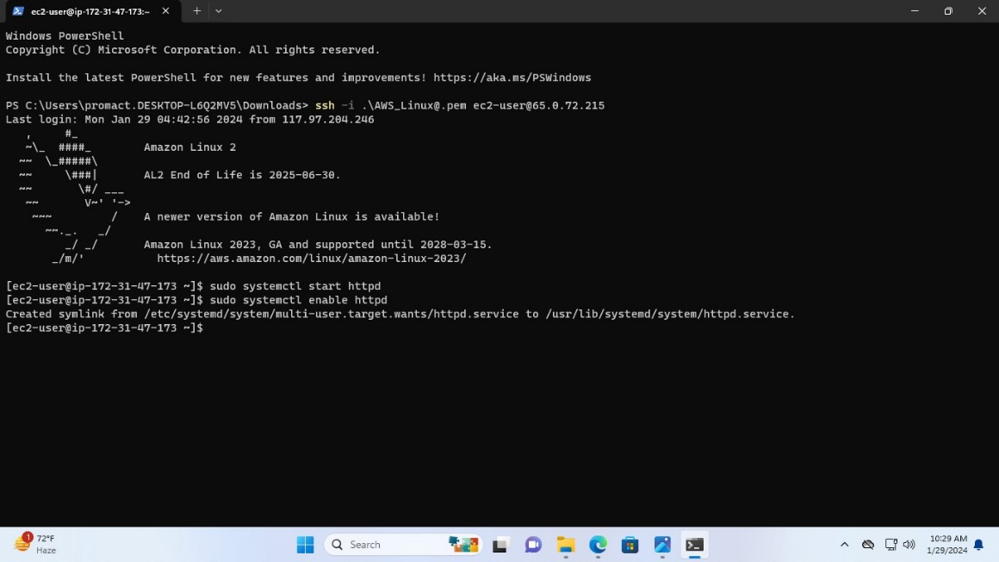 ec2-user@ip-172-31-47-173:~
Windows PowerShell
Copyright (C) Microsoft Corporation. All rights reserved.
Install the latest PowerShell for new features and improvements! https://aka.ms/PSWindows
PS C:\Users\promact.DESKTOP-L6Q2MV5\Downloads> ssh -i .\AWS_Linux@.pem ec2-user@65.0.72.215
Last login: Mon Jan 29 04:42:56 2024 from 117.97.204.246
   ,     #_
   ~\_  ####_        Amazon Linux 2
  ~~  \_#####\
  ~~     \###|       AL2 End of Life is 2025-06-30.
  ~~       \#/ ___
   ~~       V~' '->
    ~~~         /    A newer version of Amazon Linux is available!
      ~~._.   _/
         _/ _/       Amazon Linux 2023, GA and supported until 2028-03-15.
       _/m/'           https://aws.amazon.com/linux/amazon-linux-2023/
[ec2-user@ip-172-31-47-173 ~]$ sudo systemctl start httpd
[ec2-user@ip-172-31-47-173 ~]$ sudo systemctl enable httpd
Created symlink from /etc/systemd/system/multi-user.target.wants/httpd.service to /usr/lib/systemd/system/httpd.service.
[ec2-user@ip-172-31-47-173 ~]$
1
72°F
Haze
Search
10:29 AM
1/29/2024